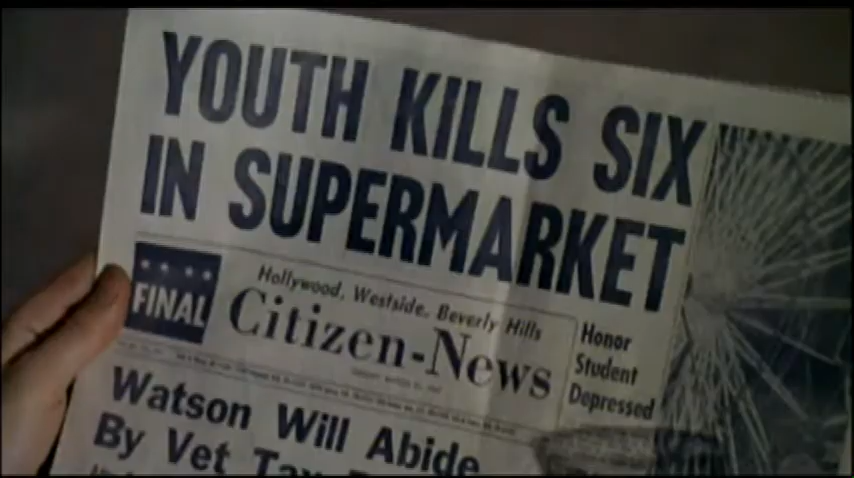 YOUTH KILLS SIX
IN SUPERMARKET
FINAL
Hollywood, Westside, Beverly Hills
Citizen-News
Honor
Student
Depressed
Watson Will Abide
By Vet Tax